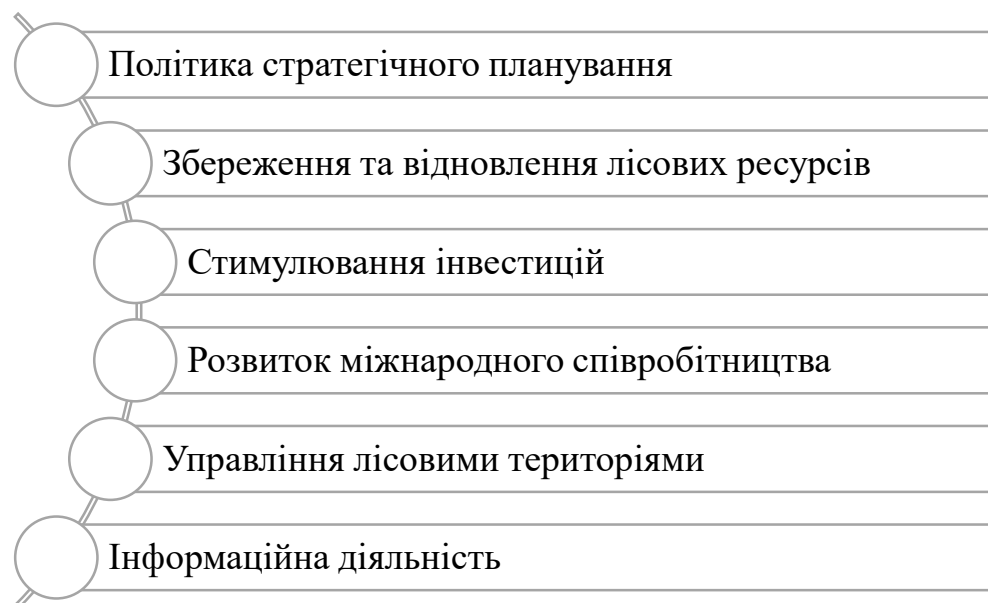 Політика стратегічного планування
Збереження та відновлення лісових ресурсів
Стимулювання інвестицій
Розвиток міжнародного співробітництва
Управління лісовими територіями
Інформаційна діяльність